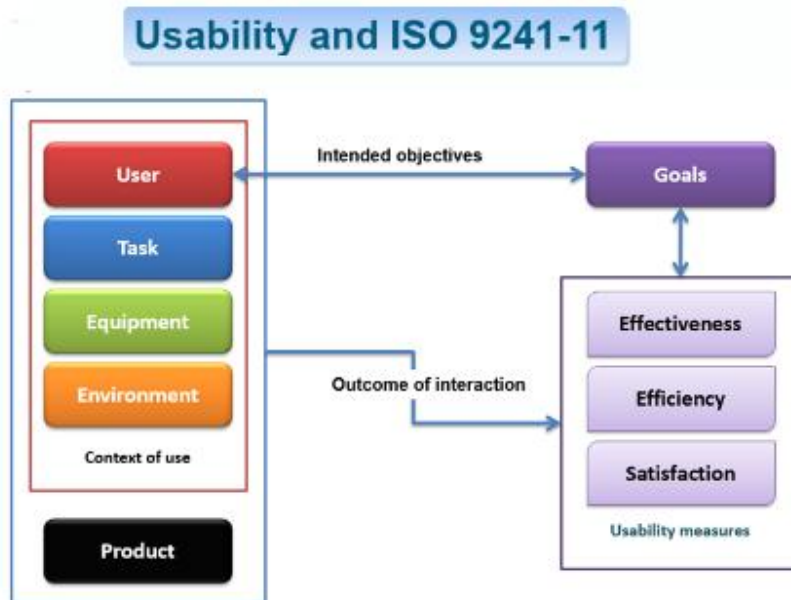 Usability and ISO 9241-11
User
Intended objectives
Goals
Task
Equipment
Effectiveness
Environment
Outcome of interaction
Efficiency
Context of use
Satisfaction
Product
Usability measures